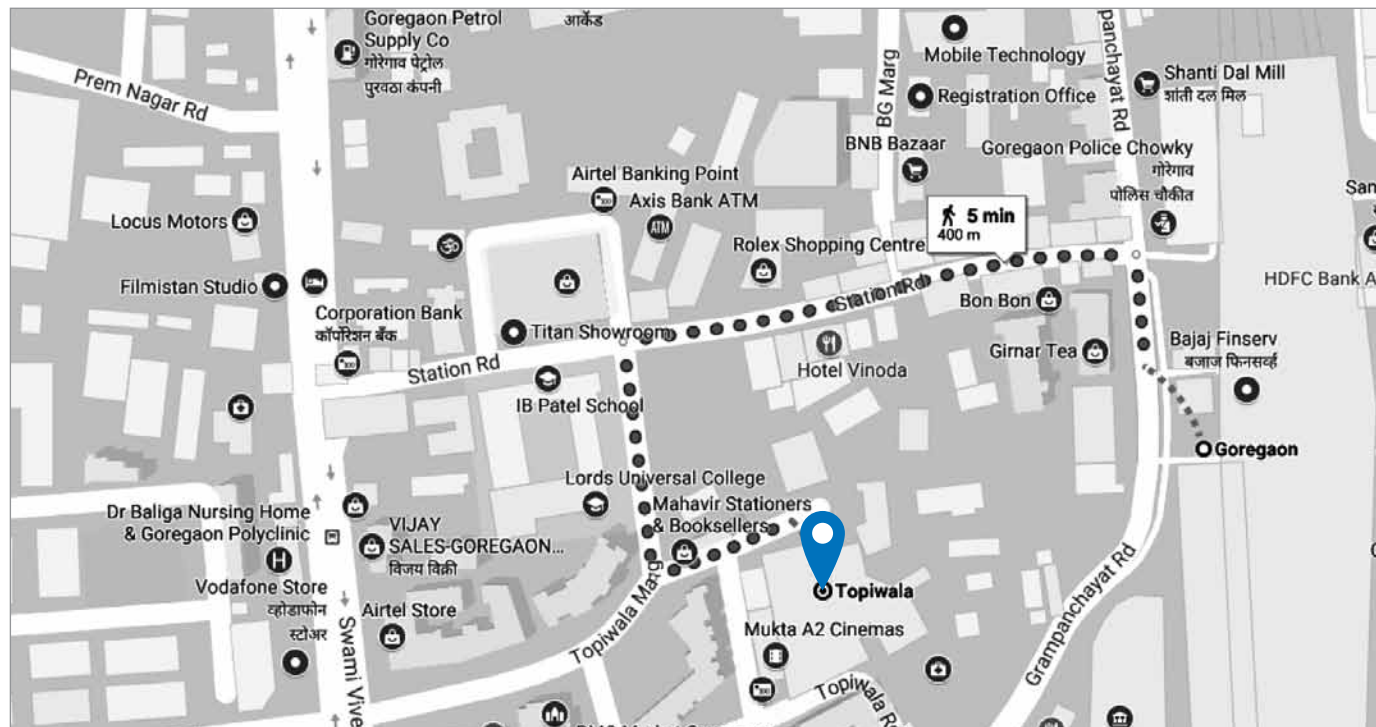 Goregaon Petrol
Supply Co
गोरेगाव पेट्रोल
पुरवठा कंपनी
आर्केड
Mobile Technology
panchayat Rd
Prem Nagar Rd
BG Marg
Registration Office
Shanti Dal Mill
शांती दल मिल
BNB Bazaar
Goregaon Police Chowky
गोरेगाव
पोलिस चौकीत
Airtel Banking Point
Axis Bank ATM
ATM
San
Locus Motors
5 min
400 m
Rolex Shopping Centre
Filmistan Studio
HDFC Bank A
Corporation Bank
कॉर्पोरेशन बँक
Station Rd
Bon Bon
Titan Showroom
Girnar Tea
Bajaj Finserv
बजाज फिनसर्व्ह
Station Rd
Hotel Vinoda
IB Patel School
Goregaon
Lords Universal College
Mahavir Stationers
& Booksellers
Dr Baliga Nursing Home
& Goregaon Polyclinic
H
VIJAY
SALES-GOREGAON...
विजय विक्री
Vodafone Store
व्होडाफोन
स्टोअर
Airtel Store
Topiwala Marg
Topiwala
Mukta A2 Cinemas
Grampanchayat Rd
Swami Vive
Topiwala Rd